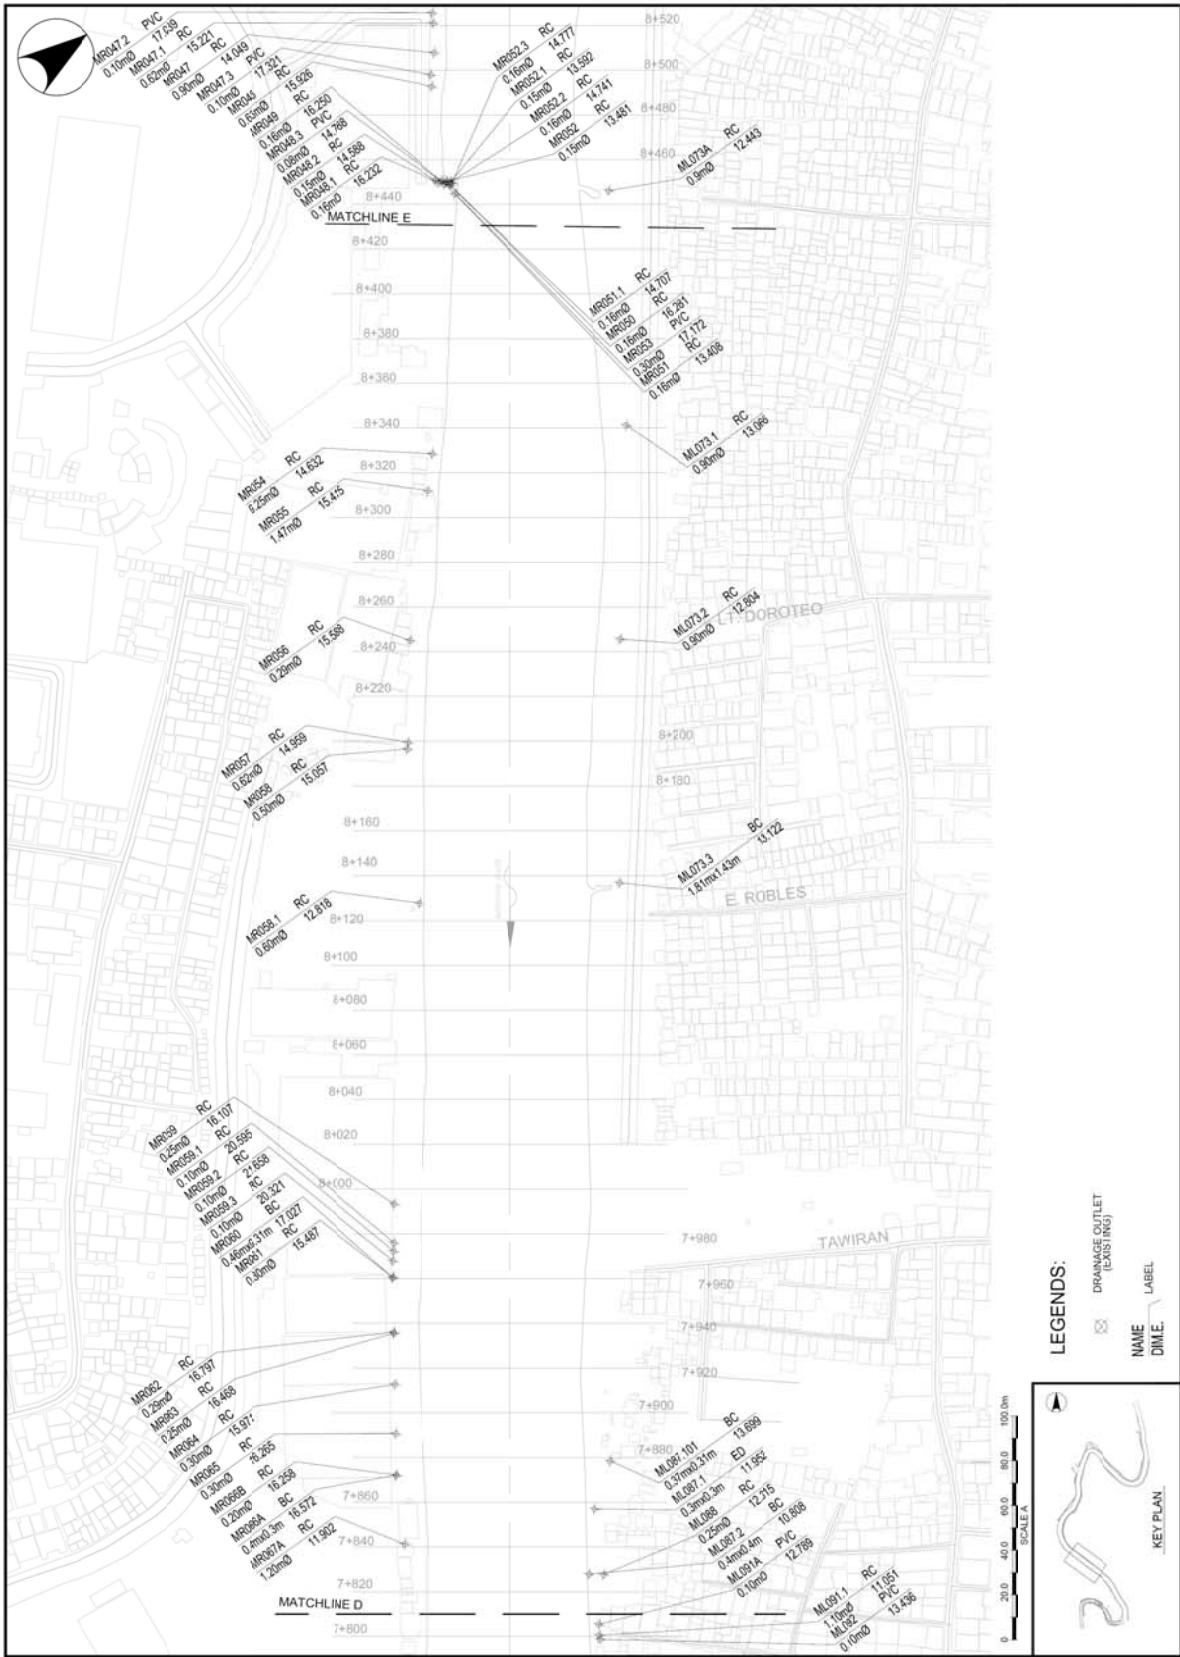 MR047.2 PVC
0.10mØ 17.639
MR047.1 RC
0.62mØ 15.221
MR047 RC
0.90mØ 14.049
MR047.3 PVC
0.10mØ 17.321
RC
0.63mØ 15.926
MR049 RC
0.16mØ 16.250
MR048.3 PVC
0.08mØ 14.768
MR048.2 RC
0.15mØ 14.588
MR048.1 RC
0.16mØ 16.232
MR052.3 RC
0.16mØ 14.777
MR052.1 RC
0.15mØ 13.592
MR052.2 RC
0.16mØ 14.741
MR052 RC
0.15mØ 13.481
ML073A RC
0.9mØ 12.443
8+520
8+500
8+480
8+460
8+440
MATCHLINE E
8+420
8+400
8+380
8+360
8+340
8+320
8+300
8+280
8+260
8+240
8+220
8+200
8+180
8+160
8+140
8+120
8+100
8+080
8+060
8+040
8+020
8+000
7+980
7+960
7+940
7+920
7+900
7+880
7+860
7+840
7+820
MATCHLINE D
7+800
MR051.1 RC
0.16mØ 14.707
MR050 RC
0.16mØ 16.281
MR053 PVC
0.30mØ 17.172
MR051 RC
0.16mØ 13.408
ML073.1 RC
0.90mØ 13.066
MR054 RC
0.25mØ 14.632
MR055 RC
1.47mØ 15.415
MR056 RC
0.29mØ 15.588
ML073.2 RC
0.90mØ 12.804
LT. DOROTEO
MR057 RC
0.62mØ 14.959
MR058 RC
0.50mØ 15.057
ML073.3 BC
1.81mx1.43m 13.122
E. ROBLES
MR058.1 RC
0.60mØ 12.818
MR059 RC
0.25mØ 16.107
MR059.1 RC
0.10mØ 20.595
MR059.2 RC
0.10mØ 21.658
MR059.3 RC
0.10mØ 20.321
MR060 BC
0.46mx0.31m 17.027
MR061 RC
0.30mØ 15.487
TAWIRAN
MR062 RC
0.29mØ 16.797
MR063 RC
0.25mØ 16.468
MR064 RC
0.30mØ
MR065 RC
0.30mØ 16.265
MR066B RC
0.20mØ 16.258
MR066A BC
0.4mx0.3m 16.572
MR067A RC
1.20mØ 11.902
ML087.101 BC
0.37mx0.31m 13.699
ML087.1 ED
0.3mx0.3m 11.952
ML088 RC
0.25mØ 12.215
ML087.2 BC
0.4mx0.4m 10.808
ML091A PVC
0.10mØ 12.789
ML091.1 RC
1.10mØ 11.051
ML092 PVC
0.10mØ 13.436
LEGENDS:
DRAINAGE OUTLET
(EXISTING)
NAME
DIM.E.
LABEL
0 20.0 40.0 60.0 80.0 100.0m
SCALE A
KEY PLAN